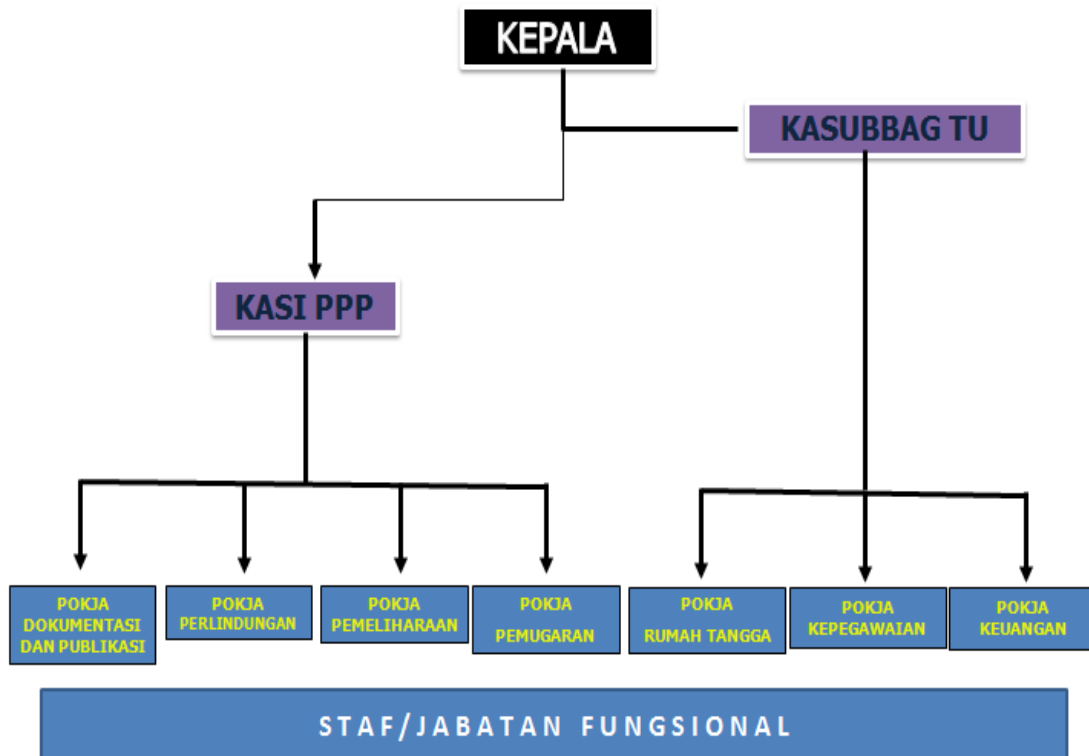 KEPALA
KASUBBAG TU
KASI PPP
POKJA
DOKUMENTASI
DAN PUBLIKASI
POKJA
PERLINDUNGAN
POKJA
PEMELIHARAAN
POKJA
PEMUGARAN
POKJA
RUMAH TANGGA
POKJA
KEPEGAWAIAN
POKJA
KEUANGAN
STAF/JABATAN FUNGSIONAL